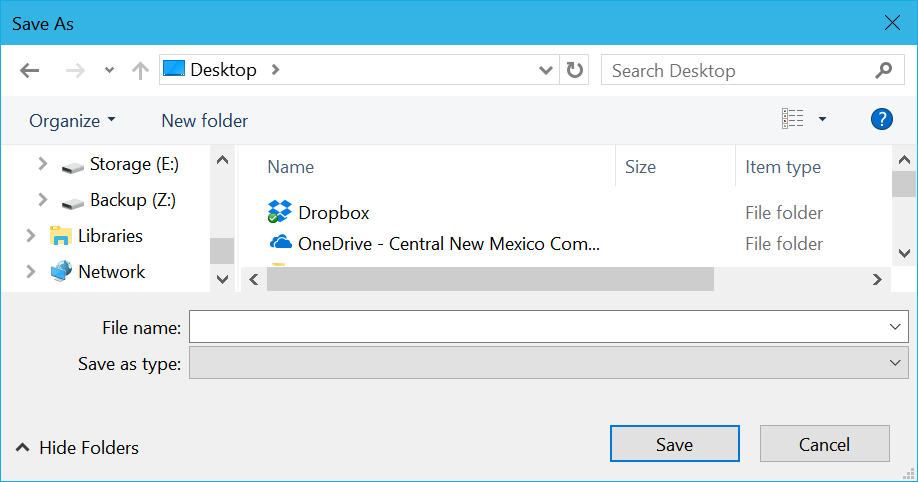 Save As
Desktop
Search Desktop
Organize New folder ?
Storage (E:)
Backup (Z:)
Libraries
Network
Name Size Item type
Dropbox File folder
OneDrive - Central New Mexico Com... File folder
File name:
Save as type:
Hide Folders Save Cancel